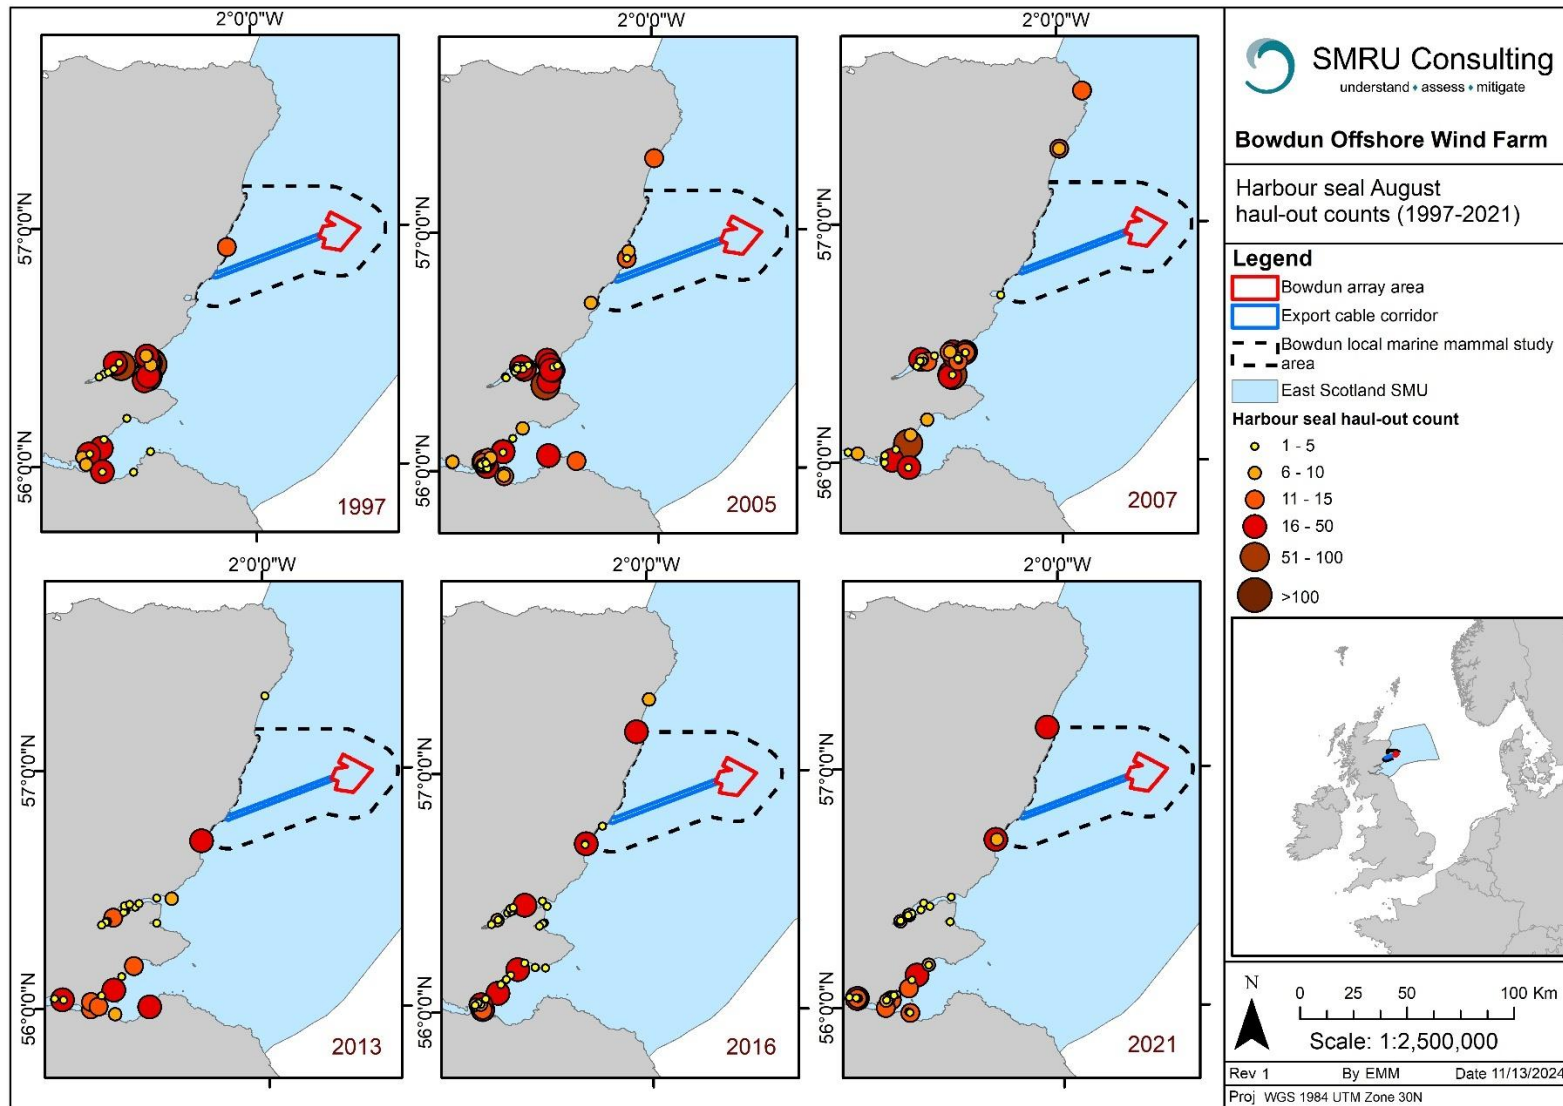 2°0'0"W
2°0'0"W
2°0'0"W
57°0'0"N
57°0'0"N
57°0'0"N
56°0'0"N
56°0'0"N
56°0'0"N
1997
2005
2007
2°0'0"W
2°0'0"W
2°0'0"W
57°0'0"N
57°0'0"N
57°0'0"N
56°0'0"N
56°0'0"N
56°0'0"N
2013
2016
2021
SMRU Consulting
understand ♦ assess ♦ mitigate
Bowdun Offshore Wind Farm
Harbour seal August
haul-out counts (1997-2021)
Legend
Bowdun array area
Export cable corridor
Bowdun local marine mammal study
area
East Scotland SMU
Harbour seal haul-out count
1 - 5
6 - 10
11 - 15
16 - 50
51 - 100
>100
N
0 25 50 100 Km
Scale: 1:2,500,000
Rev 1 By EMM Date 11/13/2024
Proj WGS 1984 UTM Zone 30N